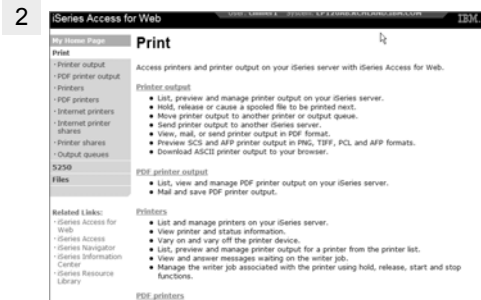 2
iSeries Access for Web
IBM.
My Home Page
Print
Printer output
PDF printer output
Printers
PDF printers
Internet printers
Internet printer
shares
Printer shares
Output queues
5250
Files
Related Links:
iSeries Access for
Web
iSeries Access
iSeries Navigator
iSeries Information
Center
iSeries Resource
Library
Print
Access printers and printer output on your iSeries server with iSeries Access for Web.
Printer output
List, preview and manage printer output on your iSeries server.
Hold, release or cause a spooled file to be printed next.
Move printer output to another printer or output queue.
Send printer output to another iSeries server.
View, mail, or send printer output in PDF format.
Preview SCS and AFP printer output in PNG, TIFF, PCL and AFP formats.
Download ASCII printer output to your browser.
PDF printer output
List, view and manage PDF printer output on your iSeries server.
Mail and save PDF printer output.
Printers
List and manage printers on your iSeries server.
View printer and status information.
Vary on and vary off the printer device.
List, preview and manage printer output for a printer from the printer list.
View and answer messages waiting on the writer job.
Manage the writer job associated with the printer using hold, release, start and stop
functions.
PDF printers